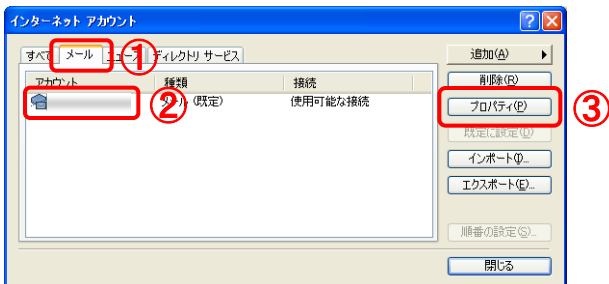 インターネット アカウント
すべて メール ニュース ディレクトリ サービス
①
アカウント 種類 接続
メール (既定) 使用可能な接続
②
追加(A)
削除(R)
プロパティ(P)
③
既定に設定(D)
インポート(I)...
エクスポート(E)...
順番の設定(S)...
閉じる